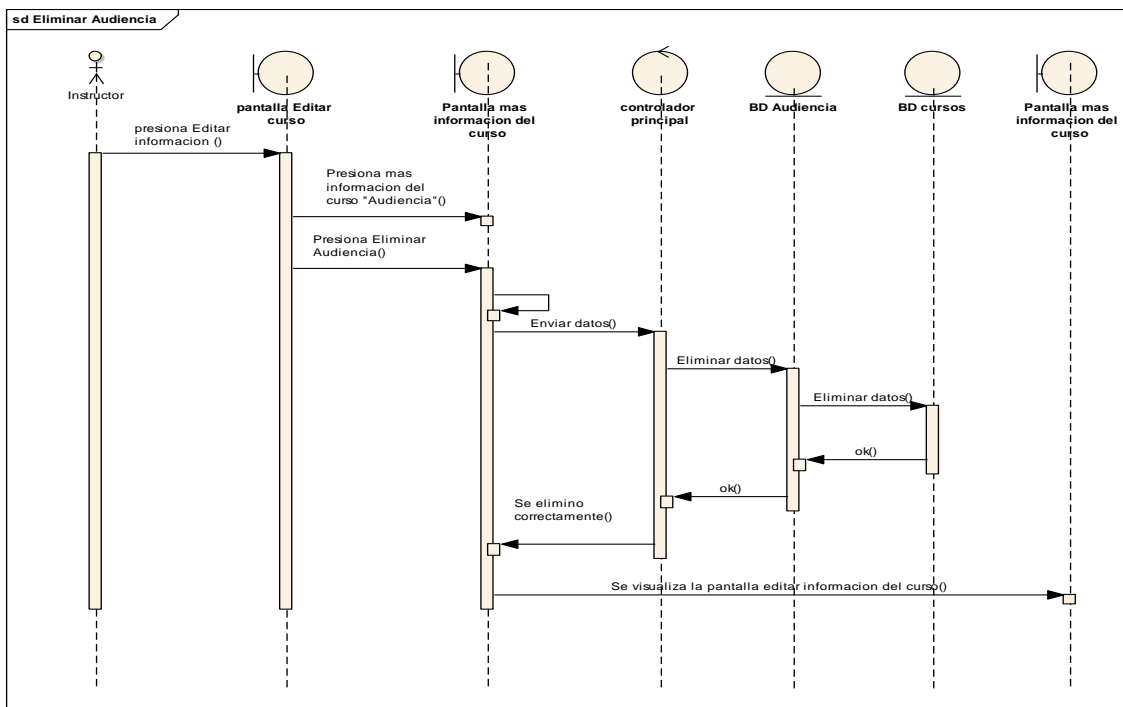 sd Eliminar Audiencia
Instructor
pantalla Editar
curso
Pantalla mas
informacion del
curso
controlador
principal
BD Audiencia
BD cursos
Pantalla mas
informacion del
curso
presiona Editar
informacion ()
Presiona mas
informacion del
curso "Audiencia"()
Presiona Eliminar
Audiencia()
Enviar datos()
Eliminar datos()
Eliminar datos()
ok()
ok()
Se elimino
correctamente()
Se visualiza la pantalla editar informacion del curso()